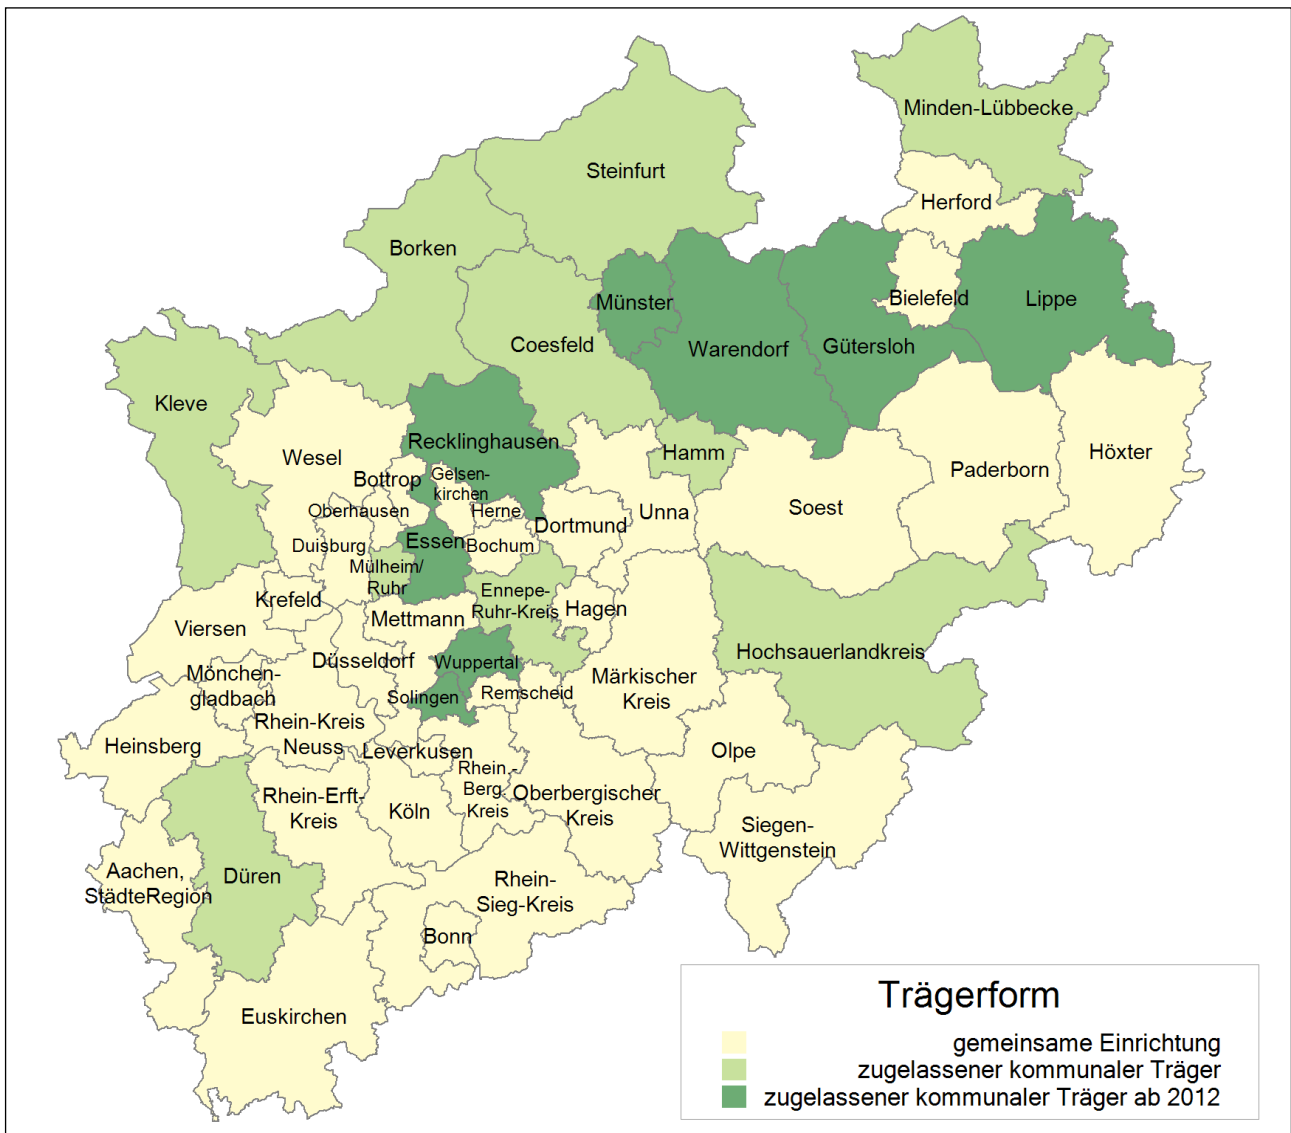 Minden-Lübbecke
Steinfurt
Herford
Borken
Bielefeld
Lippe
Münster
Coesfeld
Warendorf
Gütersloh
Kleve
Recklinghausen
Hamm
Höxter
Wesel
Paderborn
Bottrop
Gelsen-
kirchen
Oberhausen
Herne
Dortmund
Unna
Soest
Duisburg
Essen
Bochum
Mülheim/
Ruhr
Krefeld
Ennepe-
Ruhr-Kreis
Hagen
Viersen
Mettmann
Düsseldorf
Wuppertal
Hochsauerlandkreis
Mönchen-
gladbach
Solingen
Remscheid
Märkischer
Kreis
Rhein-Kreis
Neuss
Heinsberg
Leverkusen
Olpe
Rhein.-
Berg.
Kreis
Rhein-Erft-
Kreis
Köln
Oberbergischer
Kreis
Siegen-
Wittgenstein
Aachen,
StädteRegion
Düren
Rhein-
Sieg-Kreis
Bonn
Euskirchen
Trägerform
gemeinsame Einrichtung
zugelassener kommunaler Träger
zugelassener kommunaler Träger ab 2012